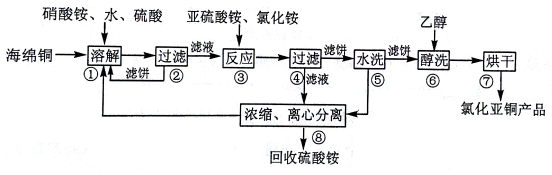 硝酸铵、水、硫酸
亚硫酸铵、氯化铵
乙醇
海绵铜
溶解
过滤
滤液
反应
过滤
滤饼
水洗
滤饼
醇洗
烘干
①
滤饼
②
③
④
滤液
⑤
⑥
⑦
浓缩、离心分离
⑧
氯化亚铜产品
回收硫酸铵